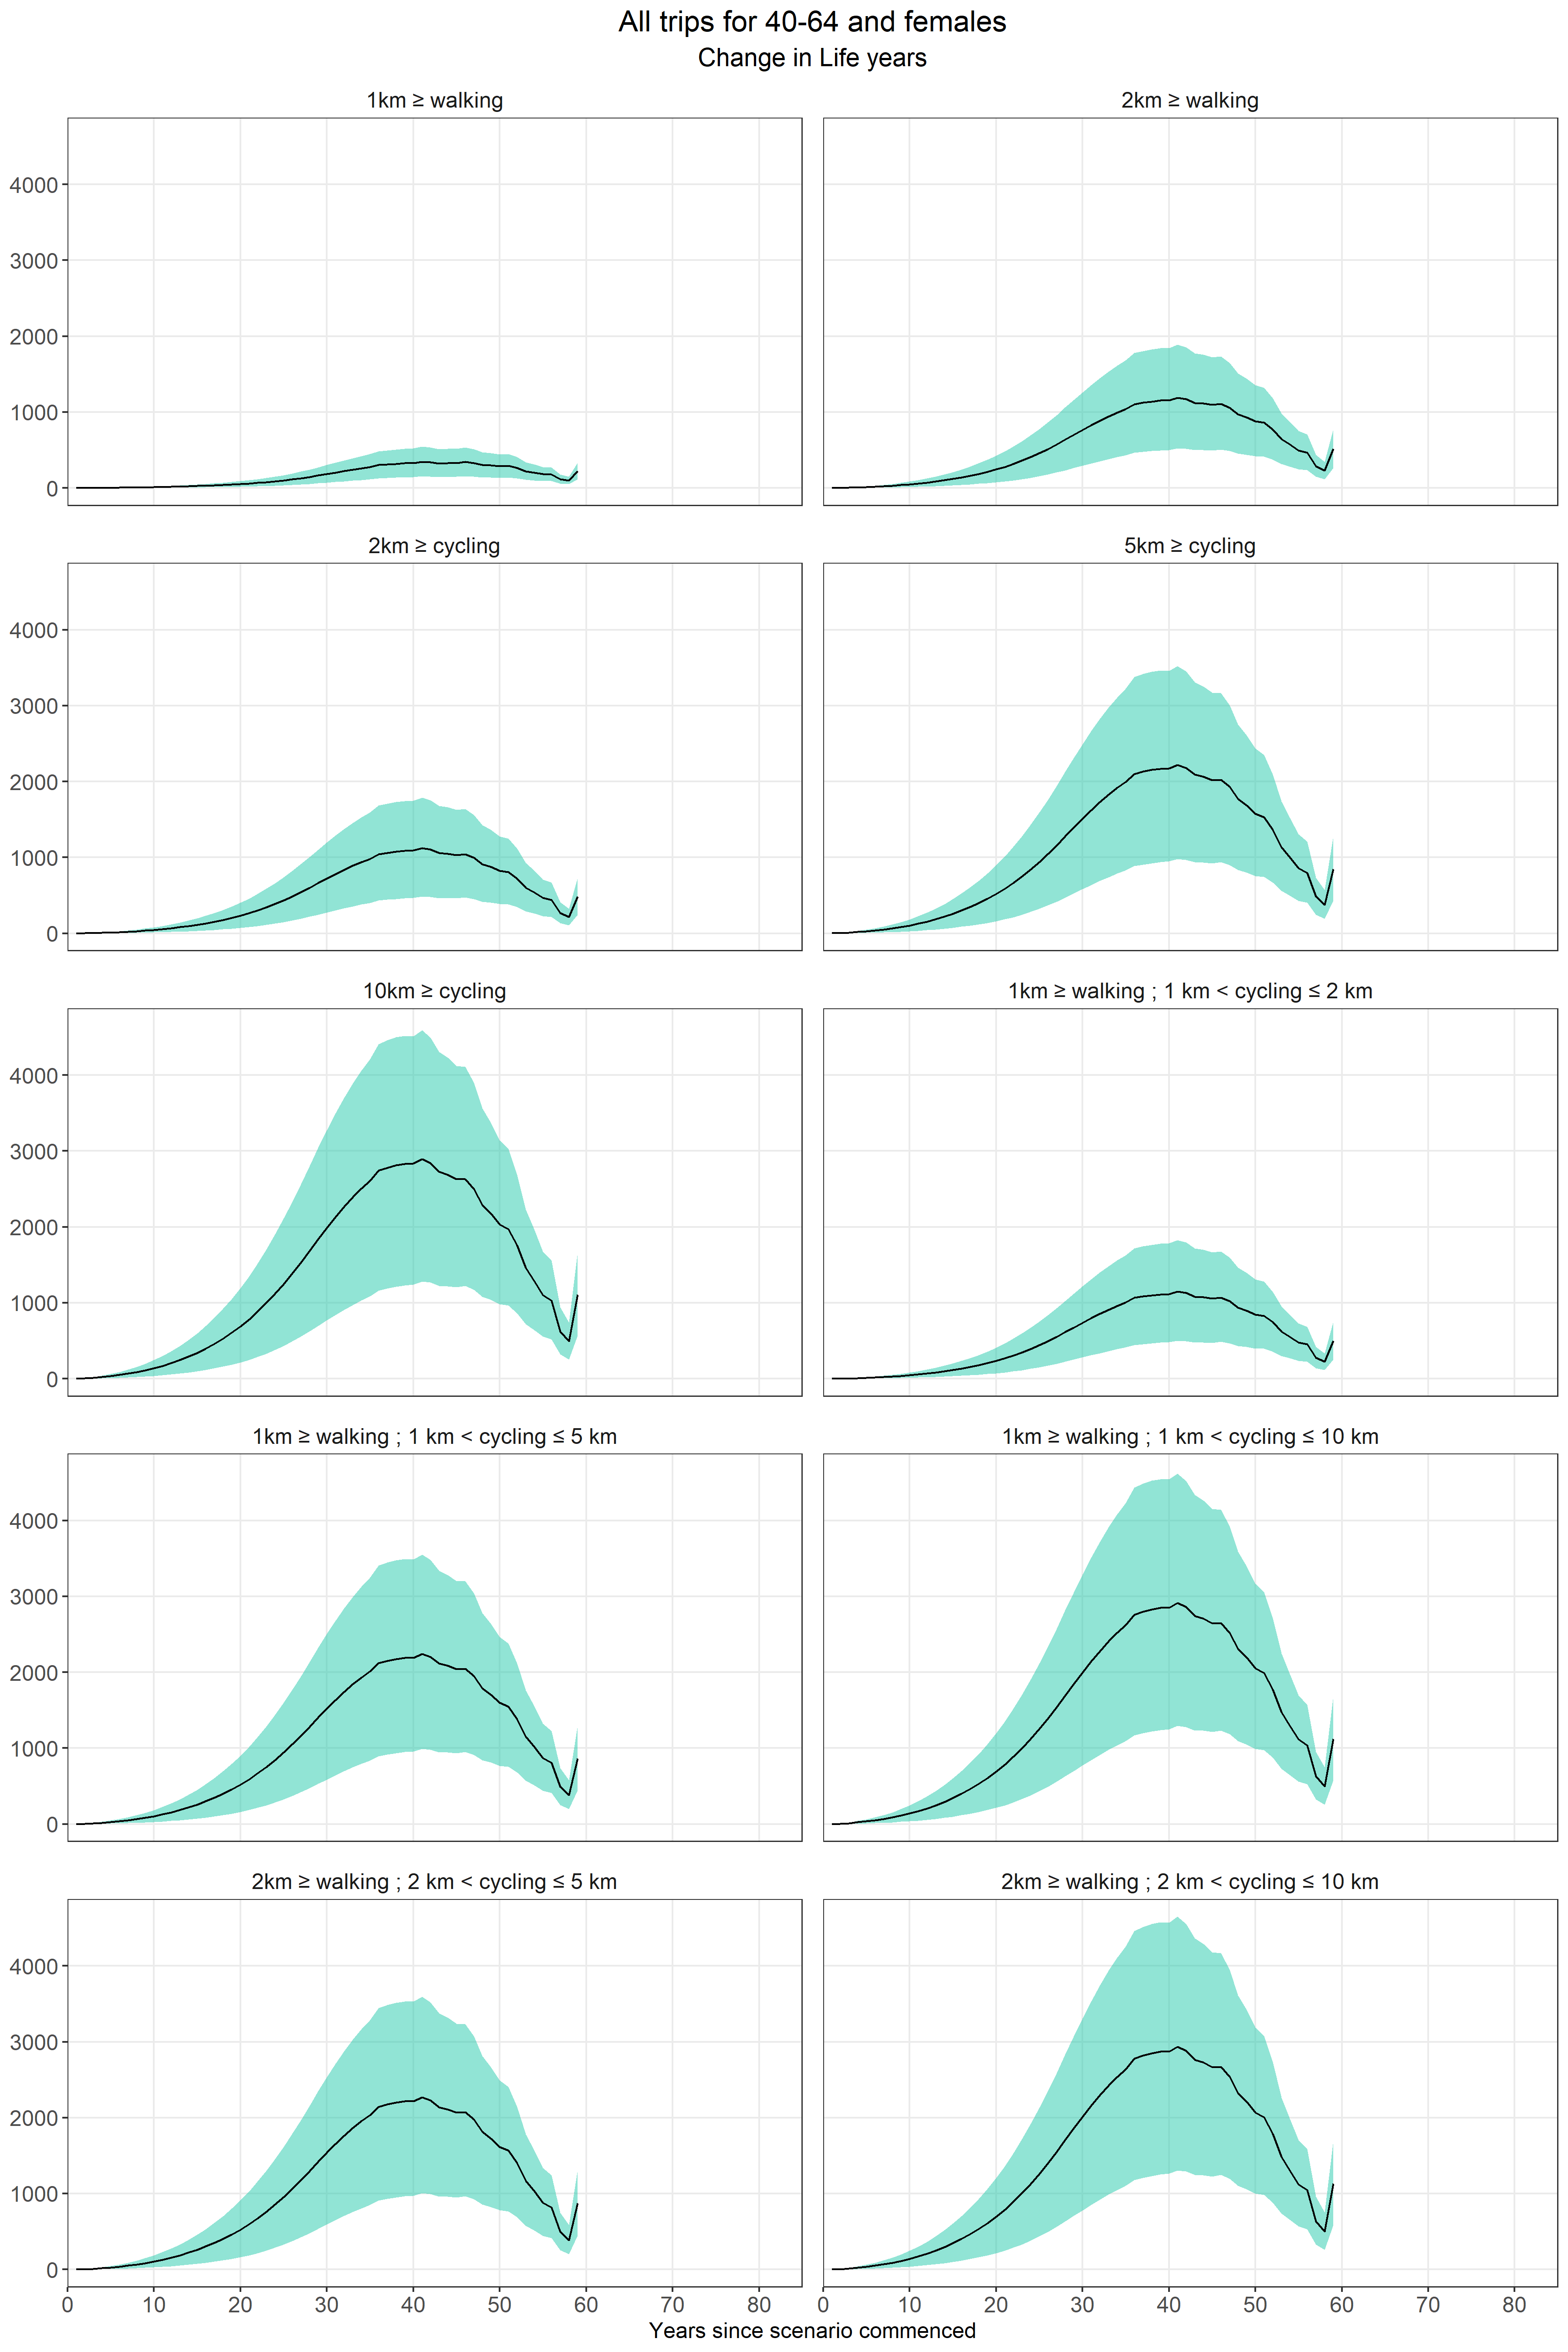 All trips for 40-64 and females
Change in Life years
1km ≥ walking
2km ≥ walking
4000
3000
2000
1000
0
2km ≥ cycling
5km ≥ cycling
4000
3000
2000
1000
0
10km ≥ cycling
1km ≥ walking ; 1 km < cycling ≤ 2 km
4000
3000
2000
1000
0
1km ≥ walking ; 1 km < cycling ≤ 5 km
1km ≥ walking ; 1 km < cycling ≤ 10 km
4000
3000
2000
1000
0
2km ≥ walking ; 2 km < cycling ≤ 5 km
2km ≥ walking ; 2 km < cycling ≤ 10 km
4000
3000
2000
1000
0
0 10 20 30 40 50 60 70 80
0 10 20 30 40 50 60 70 80
Years since scenario commenced